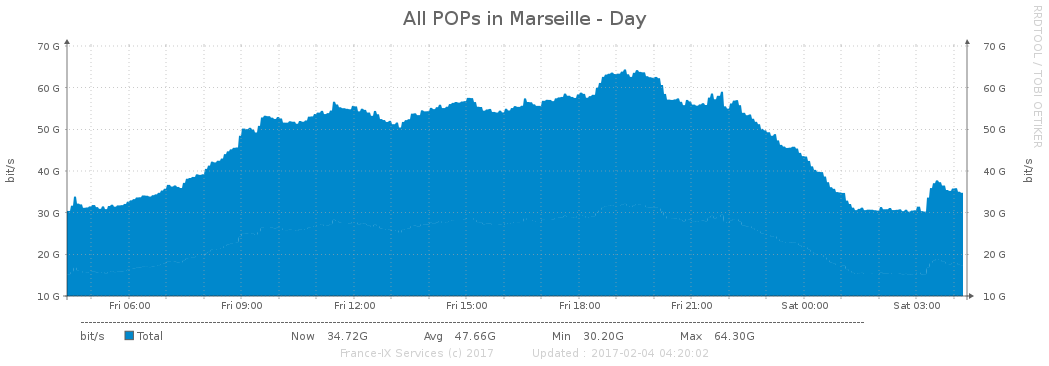 All POPs in Marseille - Day
RRDTOOL / TOBI OETIKER
70 G 70 G
60 G 60 G
50 G 50 G
40 G 40 G
30 G 30 G
20 G 20 G
10 G 10 G
bit/s
bit/s
Fri 06:00 Fri 09:00 Fri 12:00 Fri 15:00 Fri 18:00 Fri 21:00 Sat 00:00 Sat 03:00
bit/s Total Now 34.72G Avg 47.66G Min 30.20G Max 64.30G
France-IX Services (c) 2017 Updated : 2017-02-04 04:20:02